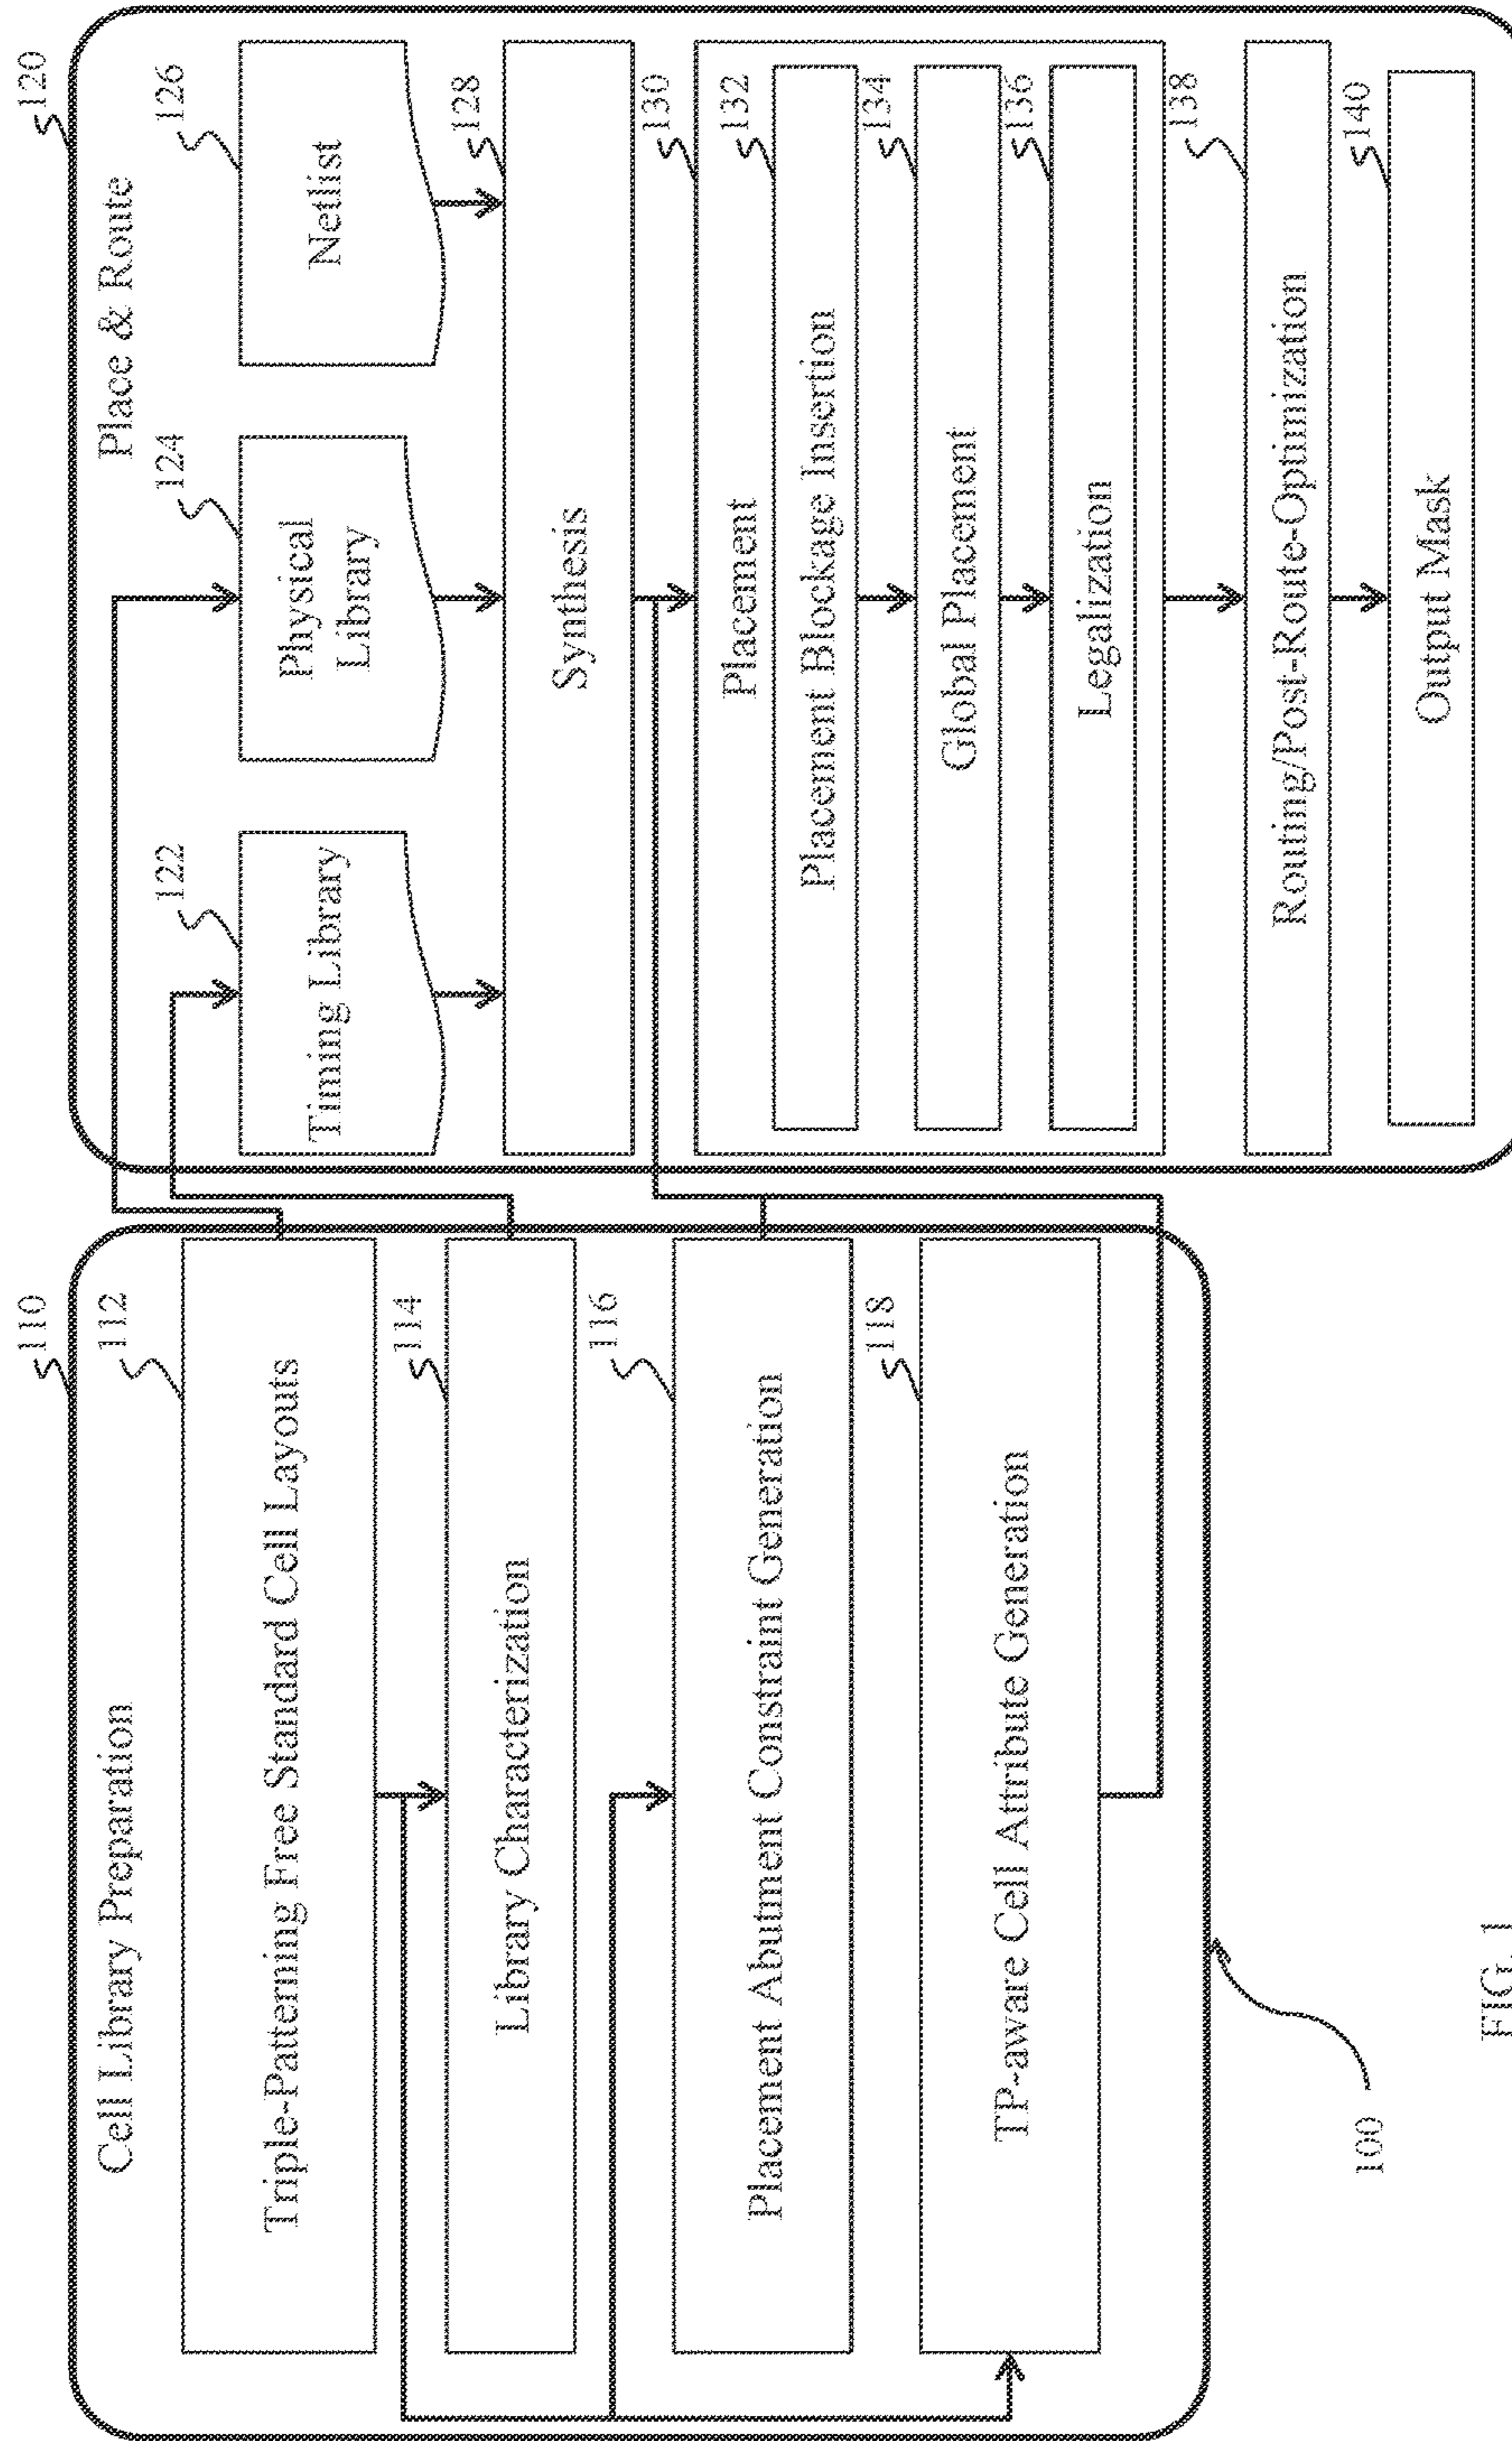 110
Cell Library Preparation
112
Triple-Patterning Free Standard Cell Layouts
114
Library Characterization
116
Placement Abutment Constraint Generation
118
TP-aware Cell Attribute Generation
100
120
Place & Route
122
Timing Library
124
Physical
Library
126
Netlist
128
Synthesis
130
Placement
132
Placement Blockage Insertion
134
Global Placement
136
Legalization
138
Routing/Post-Route-Optimization
140
Output Mask
FIG. 1